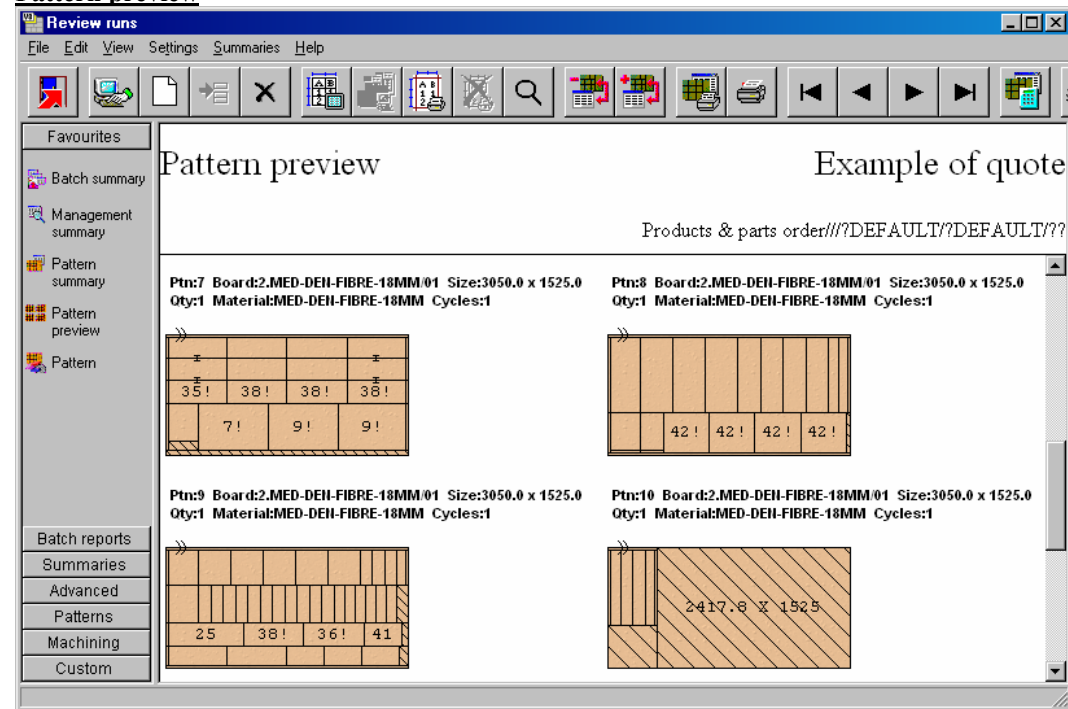 Pattern preview
Review runs
File Edit View Settings Summaries Help
Favourites
Batch summary
Management
summary
Pattern
summary
Pattern
preview
Pattern
Batch reports
Summaries
Advanced
Patterns
Machining
Custom
Pattern preview Example of quote
Products & parts order///?DEFAULT/?DEFAULT/??
Ptn:7 Board:2.MED-DEN-FIBRE-18MM/01 Size:3050.0 x 1525.0
Qty:1 Material:MED-DEN-FIBRE-18MM Cycles:1
35! 38! 38! 38!
7! 9! 9!
Ptn:8 Board:2.MED-DEN-FIBRE-18MM/01 Size:3050.0 x 1525.0
Qty:1 Material:MED-DEN-FIBRE-18MM Cycles:1
42! 42! 42! 42!
Ptn:9 Board:2.MED-DEN-FIBRE-18MM/01 Size:3050.0 x 1525.0
Qty:1 Material:MED-DEN-FIBRE-18MM Cycles:1
25 38! 36! 41
Ptn:10 Board:2.MED-DEN-FIBRE-18MM/01 Size:3050.0 x 1525.0
Qty:1 Material:MED-DEN-FIBRE-18MM Cycles:1
2417.8 X 1525